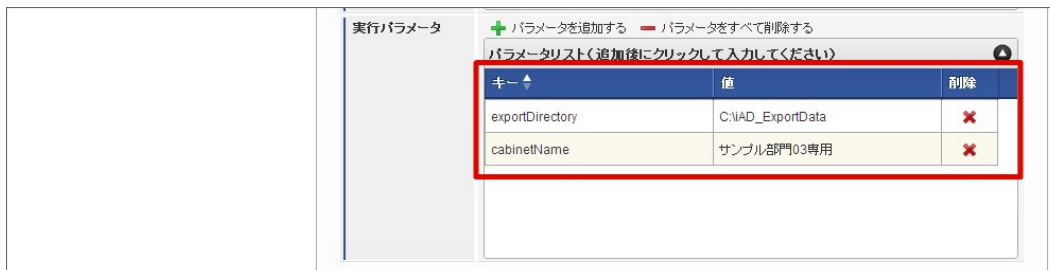 実行パラメータ パラメータを追加する パラメータをすべて削除する
パラメータリスト(追加後にクリックして入力してください)
キー 値 削除
exportDirectory C:\iAD_ExportData
cabinetName サンプル部門03専用